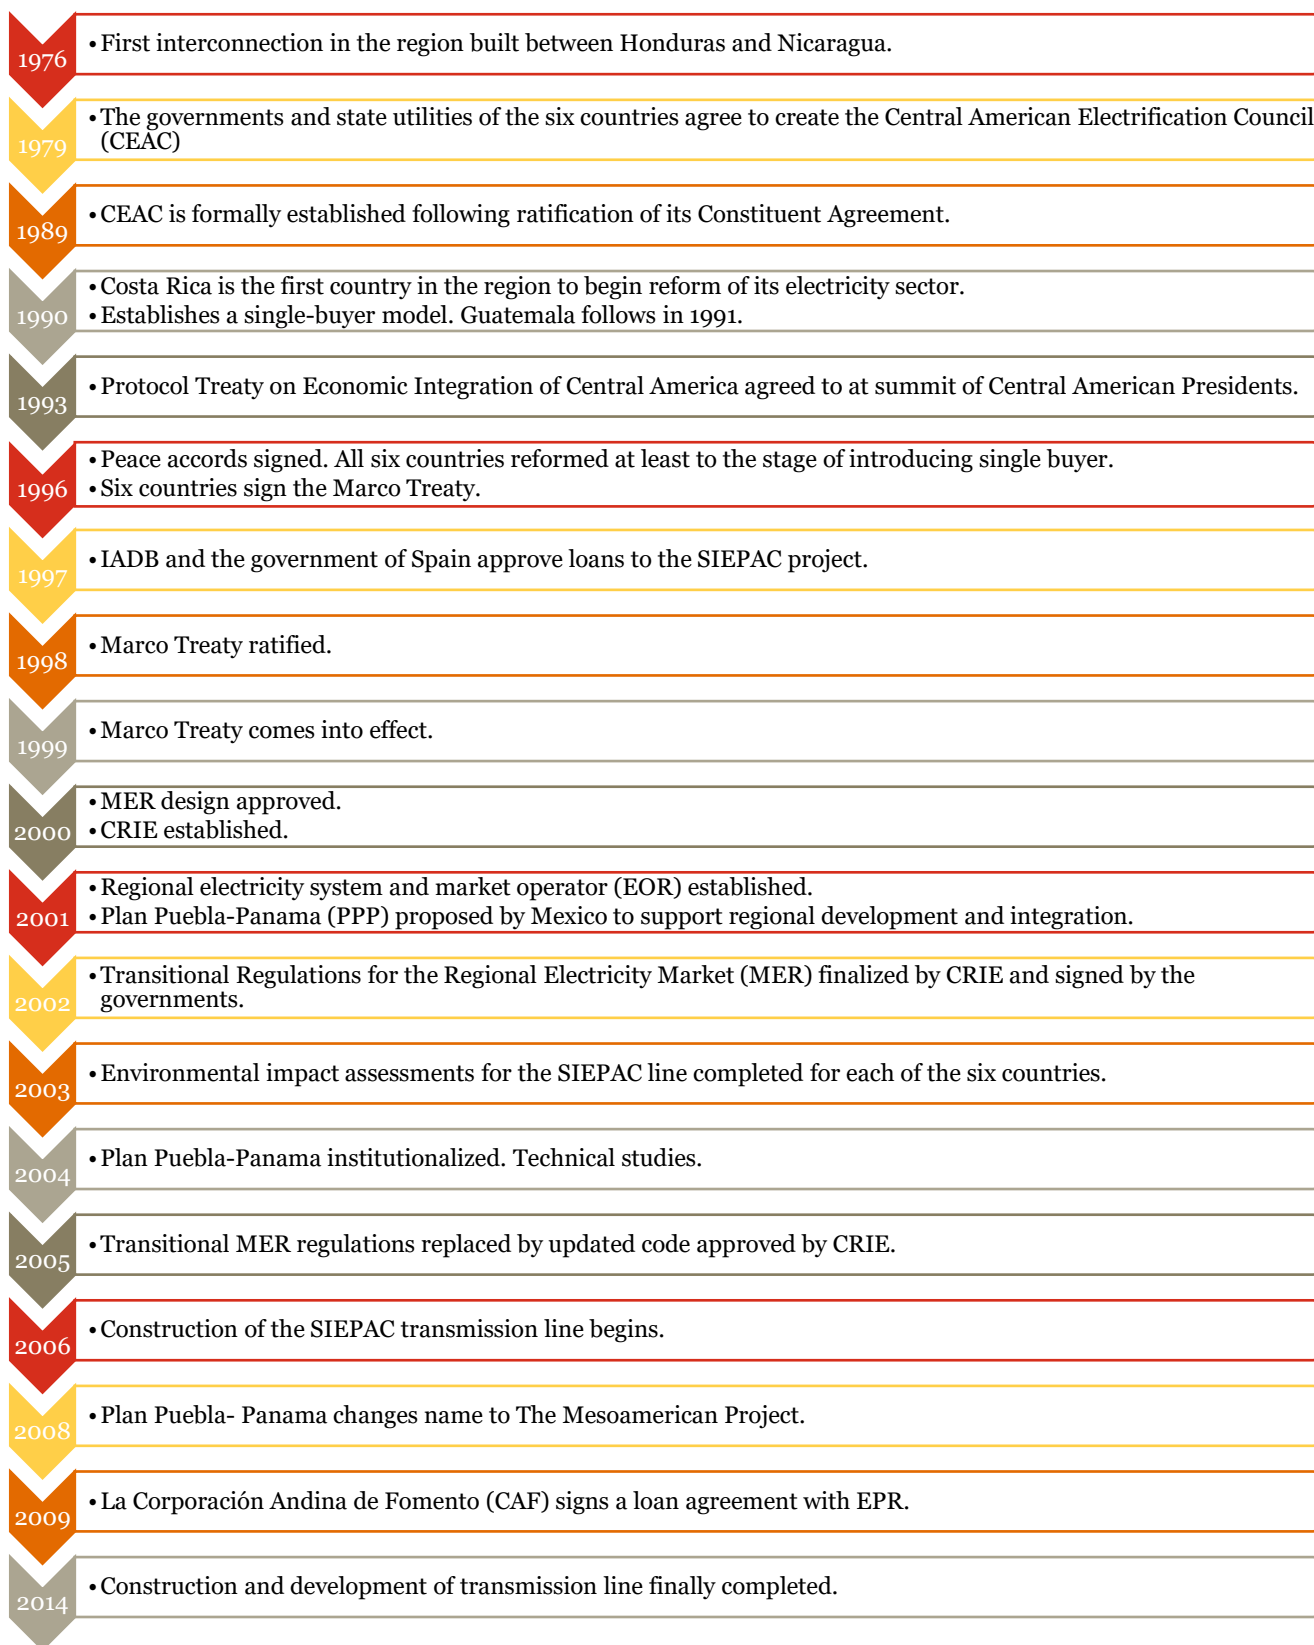 1976
•First interconnection in the region built between Honduras and Nicaragua.
1979
•The governments and state utilities of the six countries agree to create the Central American Electrification Council
(CEAC)
1989
•CEAC is formally established following ratification of its Constituent Agreement.
1990
•Costa Rica is the first country in the region to begin reform of its electricity sector.
•Establishes a single-buyer model. Guatemala follows in 1991.
1993
•Protocol Treaty on Economic Integration of Central America agreed to at summit of Central American Presidents.
1996
•Peace accords signed. All six countries reformed at least to the stage of introducing single buyer.
•Six countries sign the Marco Treaty.
1997
•IADB and the government of Spain approve loans to the SIEPAC project.
1998
•Marco Treaty ratified.
1999
•Marco Treaty comes into effect.
2000
•MER design approved.
•CRIE established.
2001
•Regional electricity system and market operator (EOR) established.
•Plan Puebla-Panama (PPP) proposed by Mexico to support regional development and integration.
2002
•Transitional Regulations for the Regional Electricity Market (MER) finalized by CRIE and signed by the
governments.
2003
•Environmental impact assessments for the SIEPAC line completed for each of the six countries.
2004
•Plan Puebla-Panama institutionalized. Technical studies.
2005
•Transitional MER regulations replaced by updated code approved by CRIE.
2006
•Construction of the SIEPAC transmission line begins.
2008
•Plan Puebla- Panama changes name to The Mesoamerican Project.
2009
•La Corporación Andina de Fomento (CAF) signs a loan agreement with EPR.
2014
•Construction and development of transmission line finally completed.